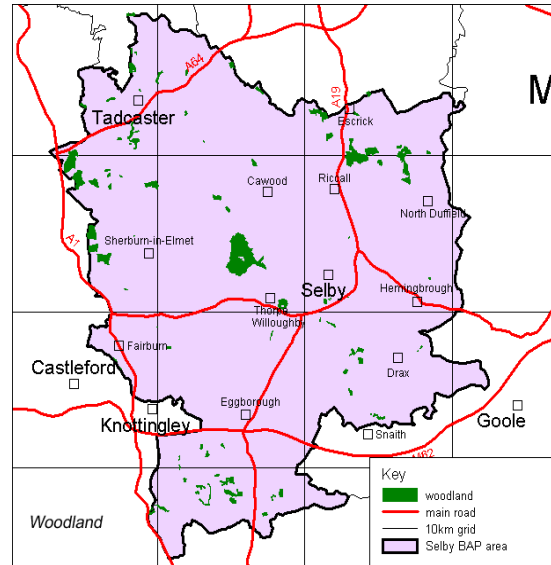 M
A64
A19
Tadcaster
Escrick
Cawood
Riccall
North Duffield
A1
Sherburn-in-Elmet
Selby
Hemingbrough
Thorpe
Willoughby
Fairburn
Castleford
Drax
Knottingley
Eggborough
Goole
Snaith
M62
Key
woodland
main road
10km grid
Selby BAP area
Woodland